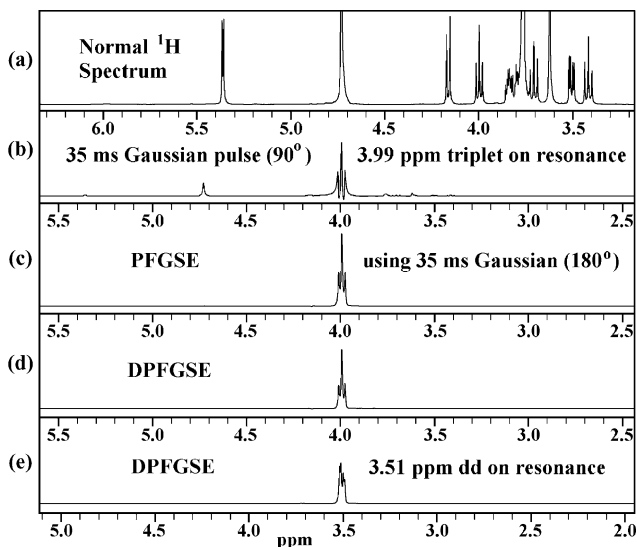 (a)
Normal ¹H
Spectrum
6.0 5.5 5.0 4.5 4.0 3.5
(b)
35 ms Gaussian pulse (90°) 3.99 ppm triplet on resonance
5.5 5.0 4.5 4.0 3.5 3.0 2.5
(c)
PFGSE using 35 ms Gaussian (180°)
5.5 5.0 4.5 4.0 3.5 3.0 2.5
(d)
DPFGSE
5.5 5.0 4.5 4.0 3.5 3.0 2.5
(e)
DPFGSE 3.51 ppm dd on resonance
5.0 4.5 4.0 3.5 3.0 2.5 2.0
ppm